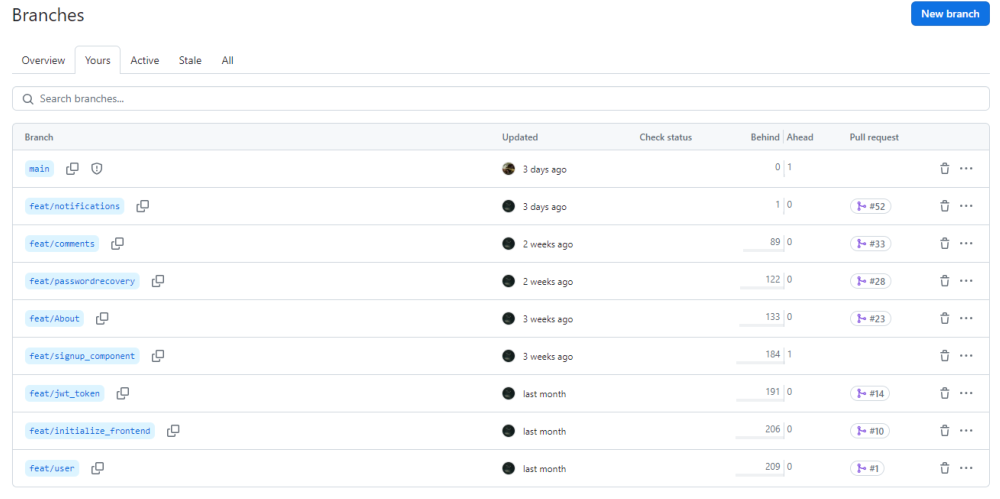 Branches
New branch
Overview Yours Active Stale All
Search branches...
Branch Updated Check status Behind Ahead Pull request
main 3 days ago 0 1
feat/notifications 3 days ago 1 0 #52
feat/comments 2 weeks ago 89 0 #33
feat/passwordrecovery 2 weeks ago 122 0 #28
feat/About 3 weeks ago 133 0 #23
feat/signup_component 3 weeks ago 184 1
feat/jwt_token last month 191 0 #14
feat/initialize_frontend last month 206 0 #10
feat/user last month 209 0 #1